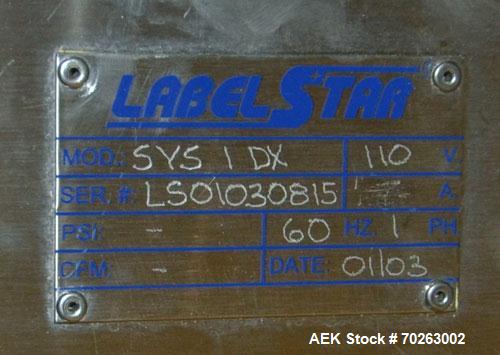 LABELSTAR
MOD.: SYS 1 DX 110 V.
SER. #: LS01030815 A.
PSI: - 60 HZ. 1 PH.
CFM: - DATE: 01/03
AEK Stock # 70263002